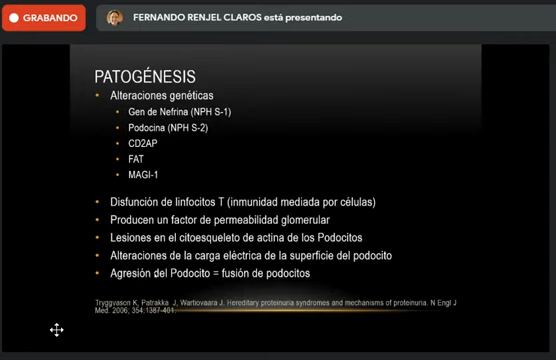 GRABANDO
FERNANDO RENJEL CLAROS está presentando
PATOGÉNESIS
• Alteraciones genéticas
• Gen de Nefrina (NPH S-1)
• Podocina (NPH S-2)
• CD2AP
• FAT
• MAGI-1
• Disfunción de linfocitos T (inmunidad mediada por células)
• Producen un factor de permeabilidad glomerular
• Lesiones en el citoesqueleto de actina de los Podocitos
• Alteraciones de la carga eléctrica de la superficie del podocito
• Agresión del Podocito = fusión de podocitos
Tryggvason K, Patrakka J, Wartiovaara J. Hereditary proteinuria syndromes and mechanisms of proteinuria. N Engl J
Med. 2006; 354:1387-401.